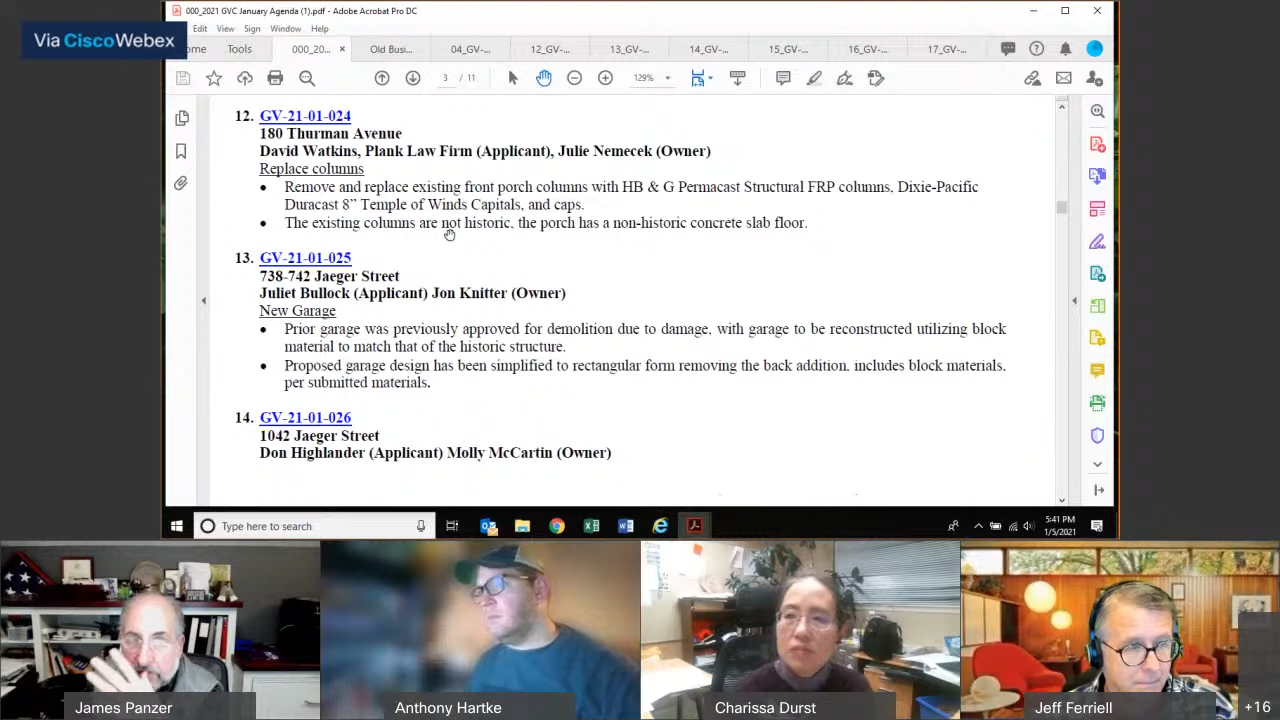 000_2021 GVC January Agenda (1).pdf - Adobe Acrobat Pro DC
Via Cisco Webex
Edit View Sign Window Help
ome Tools 000_20... × Old Busi... 04_GV-... 12_GV-... 13_GV-... 14_GV-... 15_GV-... 16_GV-... 17_GV-...
3 / 11 129%
12. GV-21-01-024
180 Thurman Avenue
David Watkins, Plank Law Firm (Applicant), Julie Nemecek (Owner)
Replace columns
• Remove and replace existing front porch columns with HB & G Permacast Structural FRP columns, Dixie-Pacific
Duracast 8” Temple of Winds Capitals, and caps.
• The existing columns are not historic, the porch has a non-historic concrete slab floor.
13. GV-21-01-025
738-742 Jaeger Street
Juliet Bullock (Applicant) Jon Knitter (Owner)
New Garage
• Prior garage was previously approved for demolition due to damage, with garage to be reconstructed utilizing block
material to match that of the historic structure.
• Proposed garage design has been simplified to rectangular form removing the back addition, includes block materials,
per submitted materials.
14. GV-21-01-026
1042 Jaeger Street
Don Highlander (Applicant) Molly McCartin (Owner)
Type here to search
5:41 PM
1/5/2021
James Panzer
Anthony Hartke
Charissa Durst
Jeff Ferriell
+16